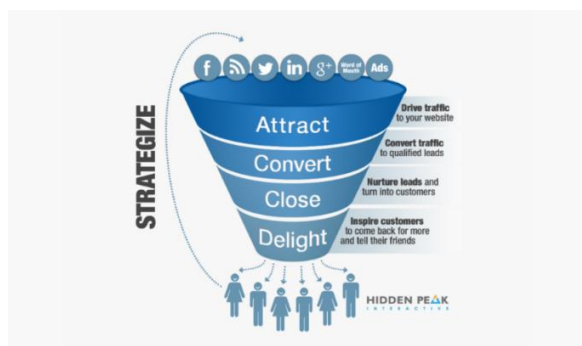 STRATEGIZE
f
in
g+
Word of
Mouth
Ads
Attract
Drive traffic
to your website
Convert
Convert traffic
to qualified leads
Close
Nurture leads and
turn into customers
Delight
Inspire customers
to come back for more
and tell their friends
HIDDEN PEAK
INTERACTIVE